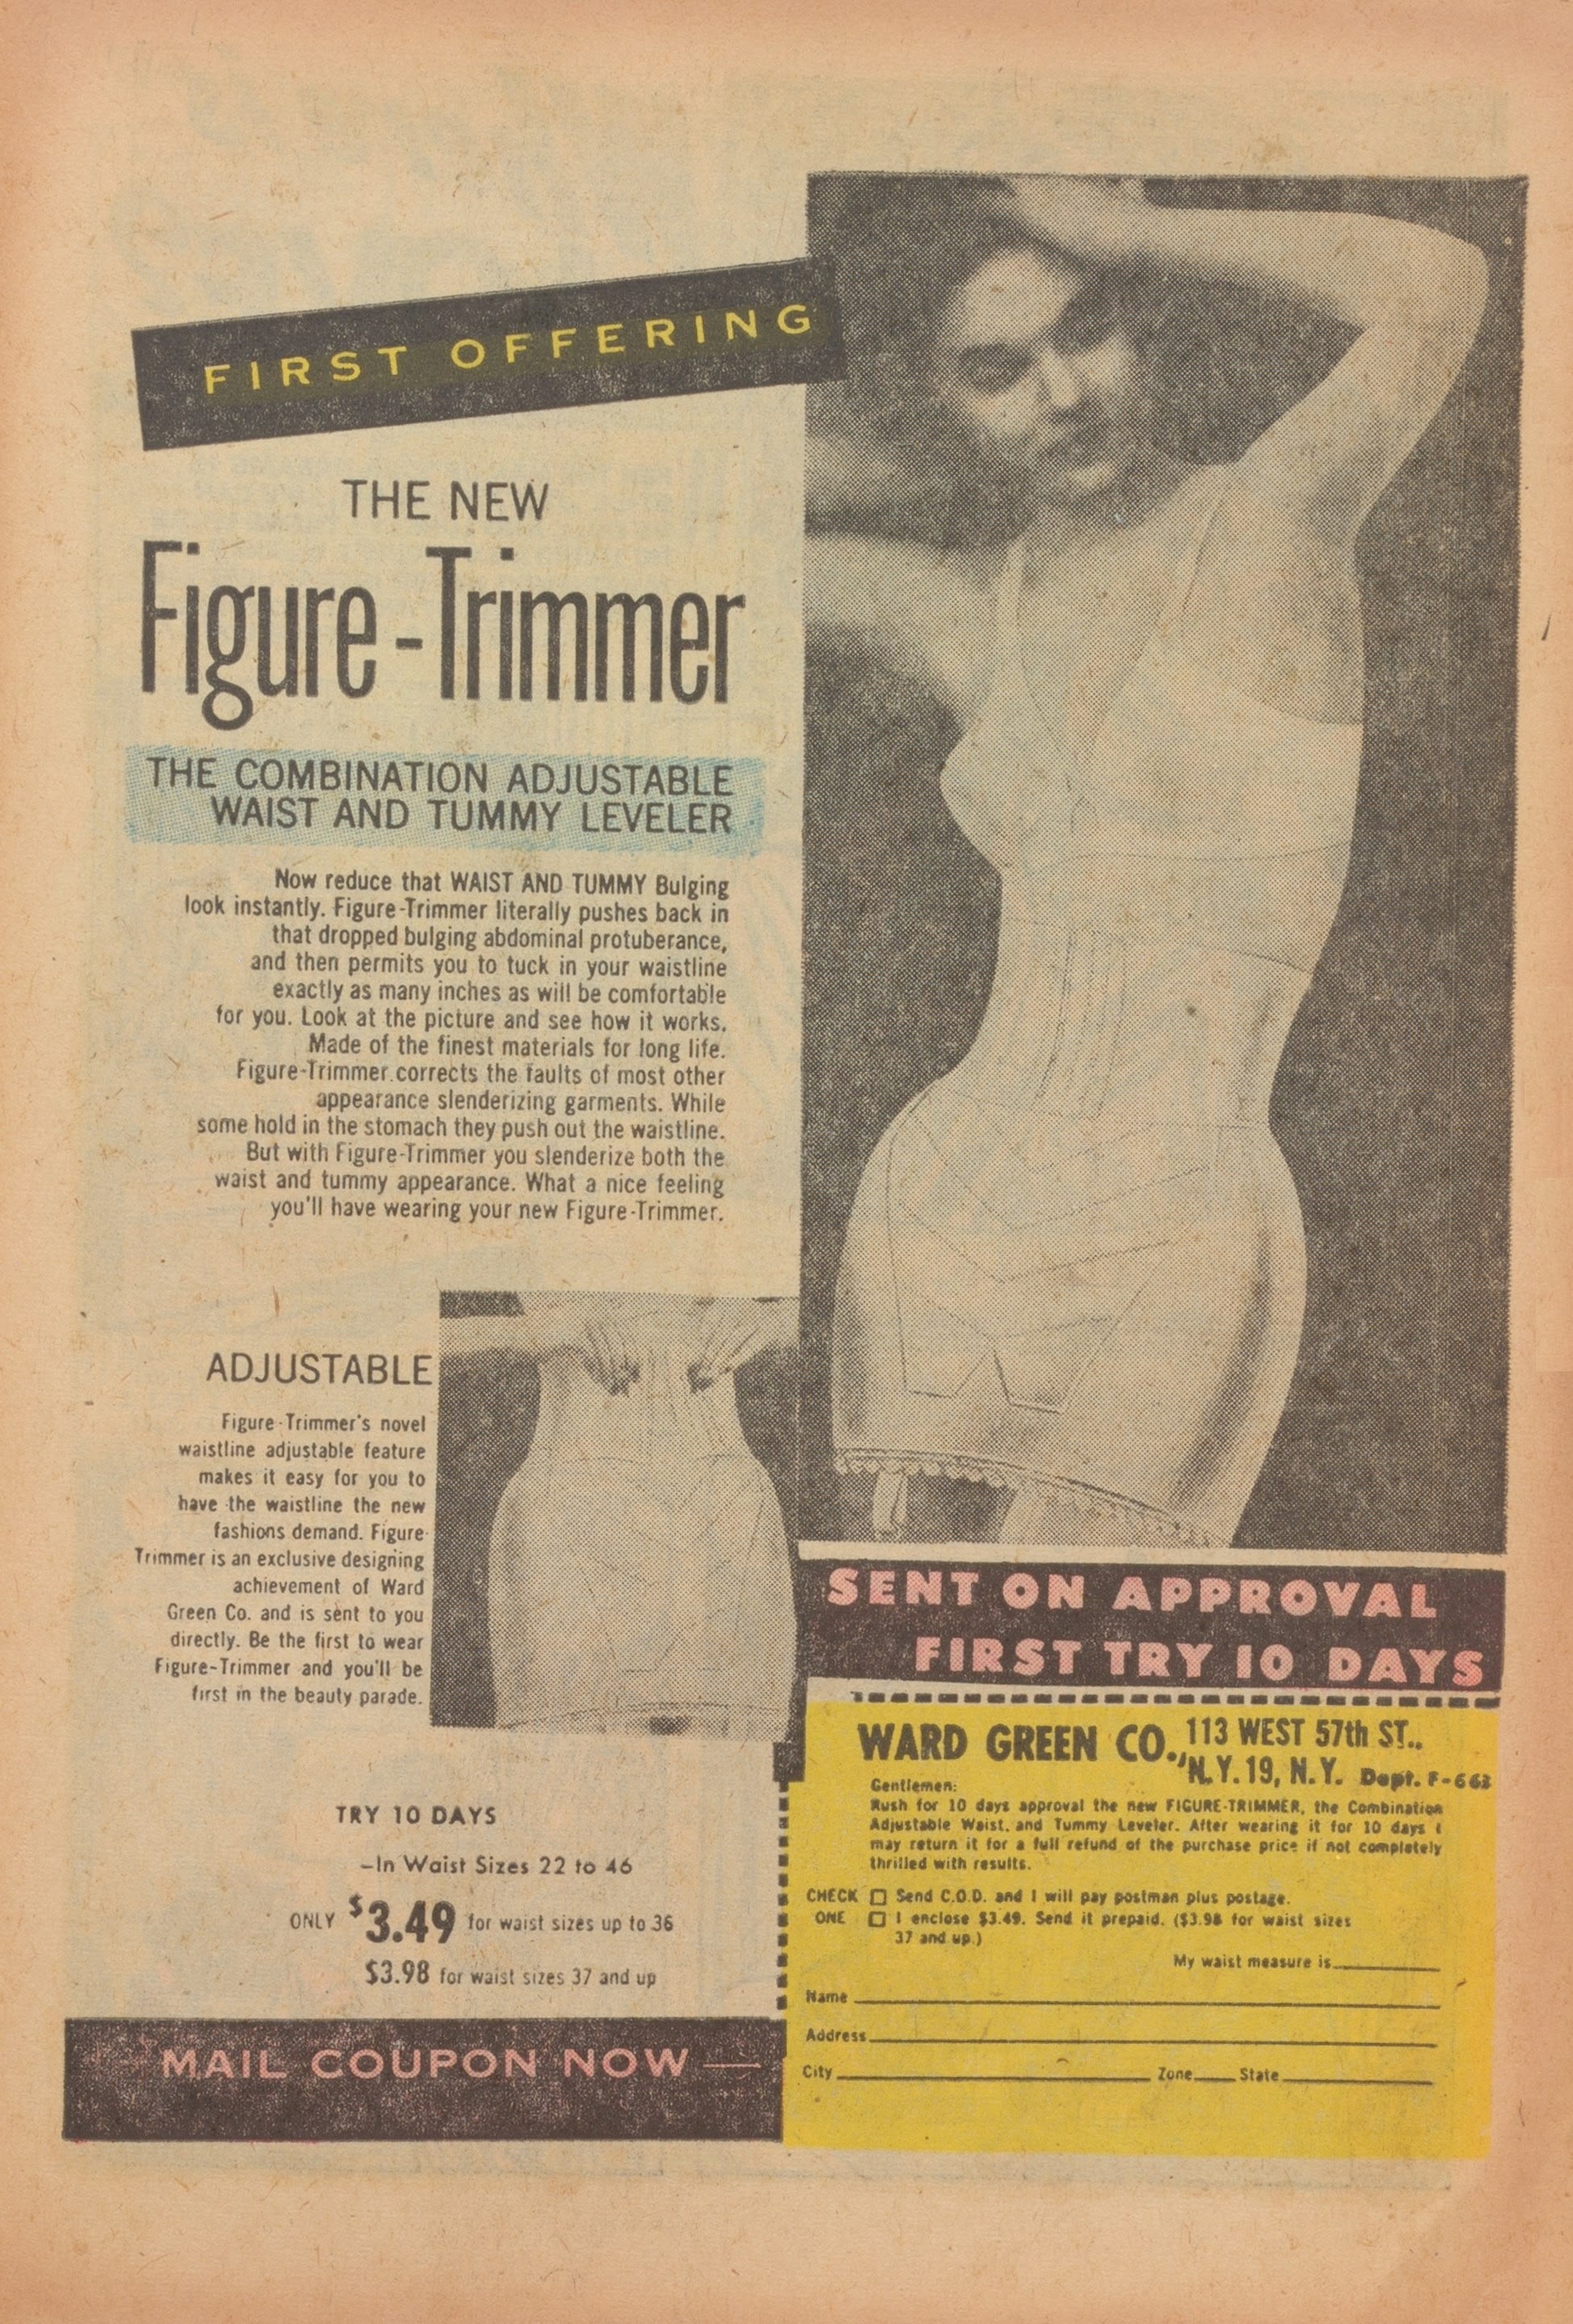 FIRST OFFERING
THE NEW
Figure-Trimmer
THE COMBINATION ADJUSTABLE
WAIST AND TUMMY LEVELER
Now reduce that WAIST AND TUMMY Bulging
look instantly. Figure-Trimmer literally pushes back in
that dropped bulging abdominal protuberance,
and then permits you to tuck in your waistline
exactly as many inches as will be comfortable
for you. Look at the picture and see how it works.
Made of the finest materials for long life.
Figure-Trimmer corrects the faults of most other
appearance slenderizing garments. While
some hold in the stomach they push out the waistline.
But with Figure-Trimmer you slenderize both the
waist and tummy appearance. What a nice feeling
you'll have wearing your new Figure-Trimmer.
ADJUSTABLE
Figure-Trimmer's novel
waistline adjustable feature
makes it easy for you to
have the waistline the new
fashions demand. Figure-
Trimmer is an exclusive designing
achievement of Ward
Green Co. and is sent to you
directly. Be the first to wear
Figure-Trimmer and you'll be
first in the beauty parade.
TRY 10 DAYS
—In Waist Sizes 22 to 46
ONLY $3.49 for waist sizes up to 36
$3.98 for waist sizes 37 and up
MAIL COUPON NOW —
SENT ON APPROVAL
FIRST TRY 10 DAYS
WARD GREEN CO., 113 WEST 57th ST.,
N.Y. 19, N.Y. Dept. F-663
Gentlemen:
Rush for 10 days approval the new FIGURE-TRIMMER, the Combination
Adjustable Waist, and Tummy Leveler. After wearing it for 10 days I
may return it for a full refund of the purchase price if not completely
thrilled with results.
CHECK □ Send C.O.D. and I will pay postman plus postage.
ONE □ I enclose $3.49. Send it prepaid. ($3.98 for waist sizes
37 and up.)
My waist measure is
Name
Address
City Zone State